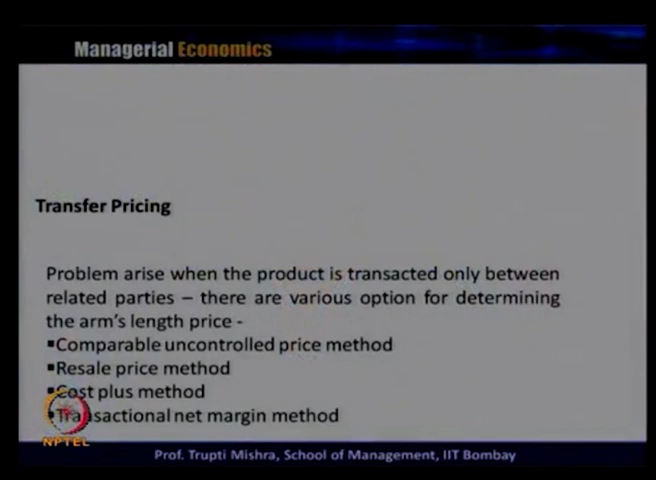 Managerial Economics
Transfer Pricing
Problem arise when the product is transacted only between
related parties – there are various option for determining
the arm's length price -
▪Comparable uncontrolled price method
▪Resale price method
▪Cost plus method
▪Transactional net margin method
NPTEL
Prof. Trupti Mishra, School of Management, IIT Bombay